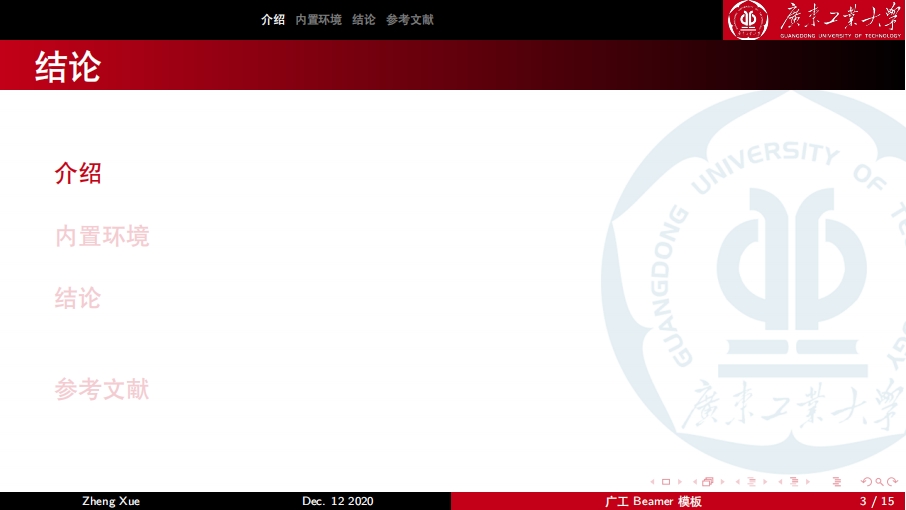 介绍 内置环境 结论 参考文献
廣東工業大學
GUANGDONG UNIVERSITY OF TECHNOLOGY
结论
介绍
内置环境
结论
参考文献
GUANGDONG UNIVERSITY OF
廣東工業大學
Zheng Xue Dec. 12 2020 广工 Beamer 模板 3 / 15